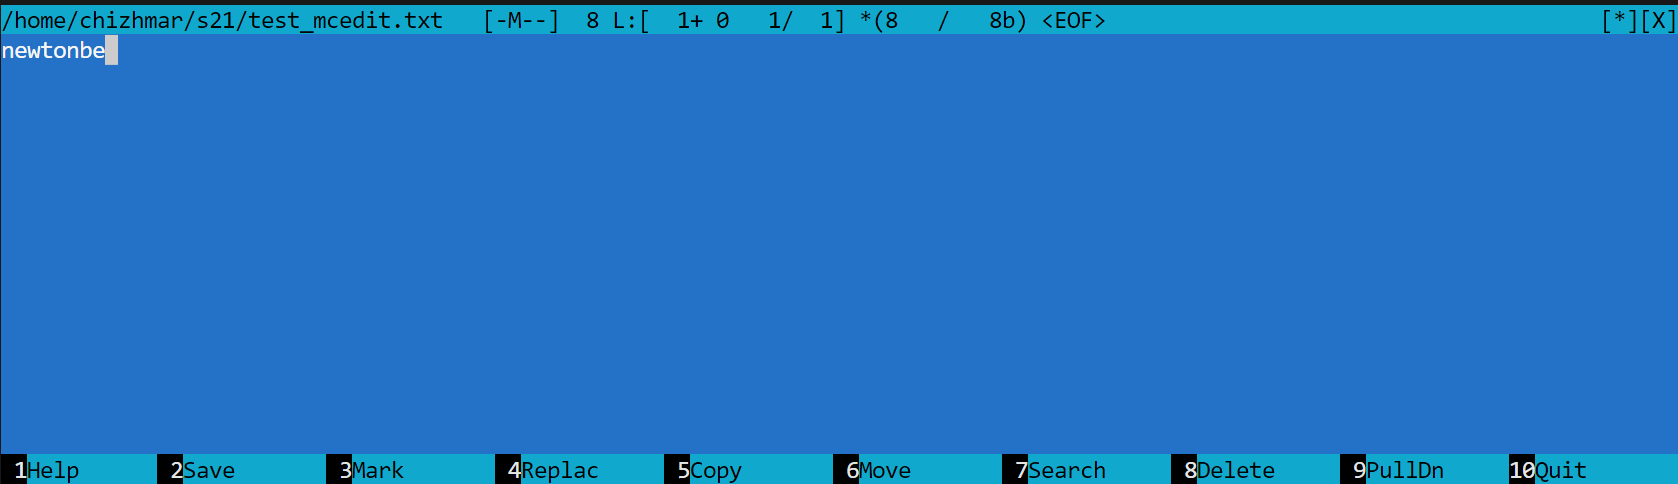 /home/chizhmar/s21/test_mcedit.txt   [-M--]  8 L:[  1+ 0   1/  1] *(8   /   8b) <EOF>                                      [*][X]
newtonbe
 1Help       2Save       3Mark       4Replac      5Copy       6Move       7Search      8Delete      9PullDn     10Quit